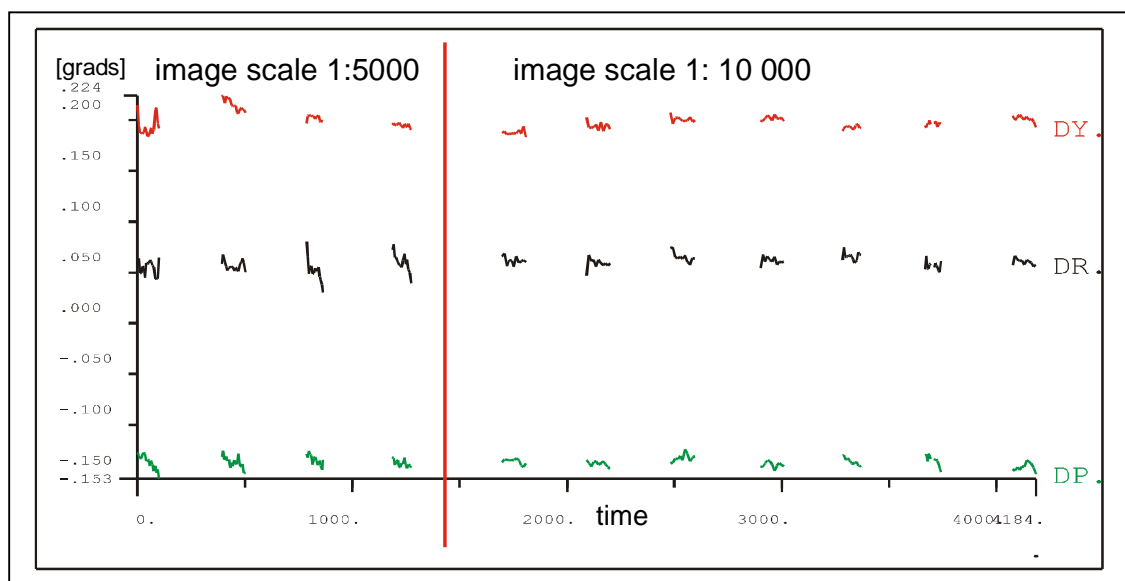 [grads] image scale 1:5000 image scale 1: 10 000
.224
.200
DY
.150
.100
.050
DR
.000
-.050
-.100
-.150
-.153
DP
0. 1000. 2000. time 3000. 4000. 4184.